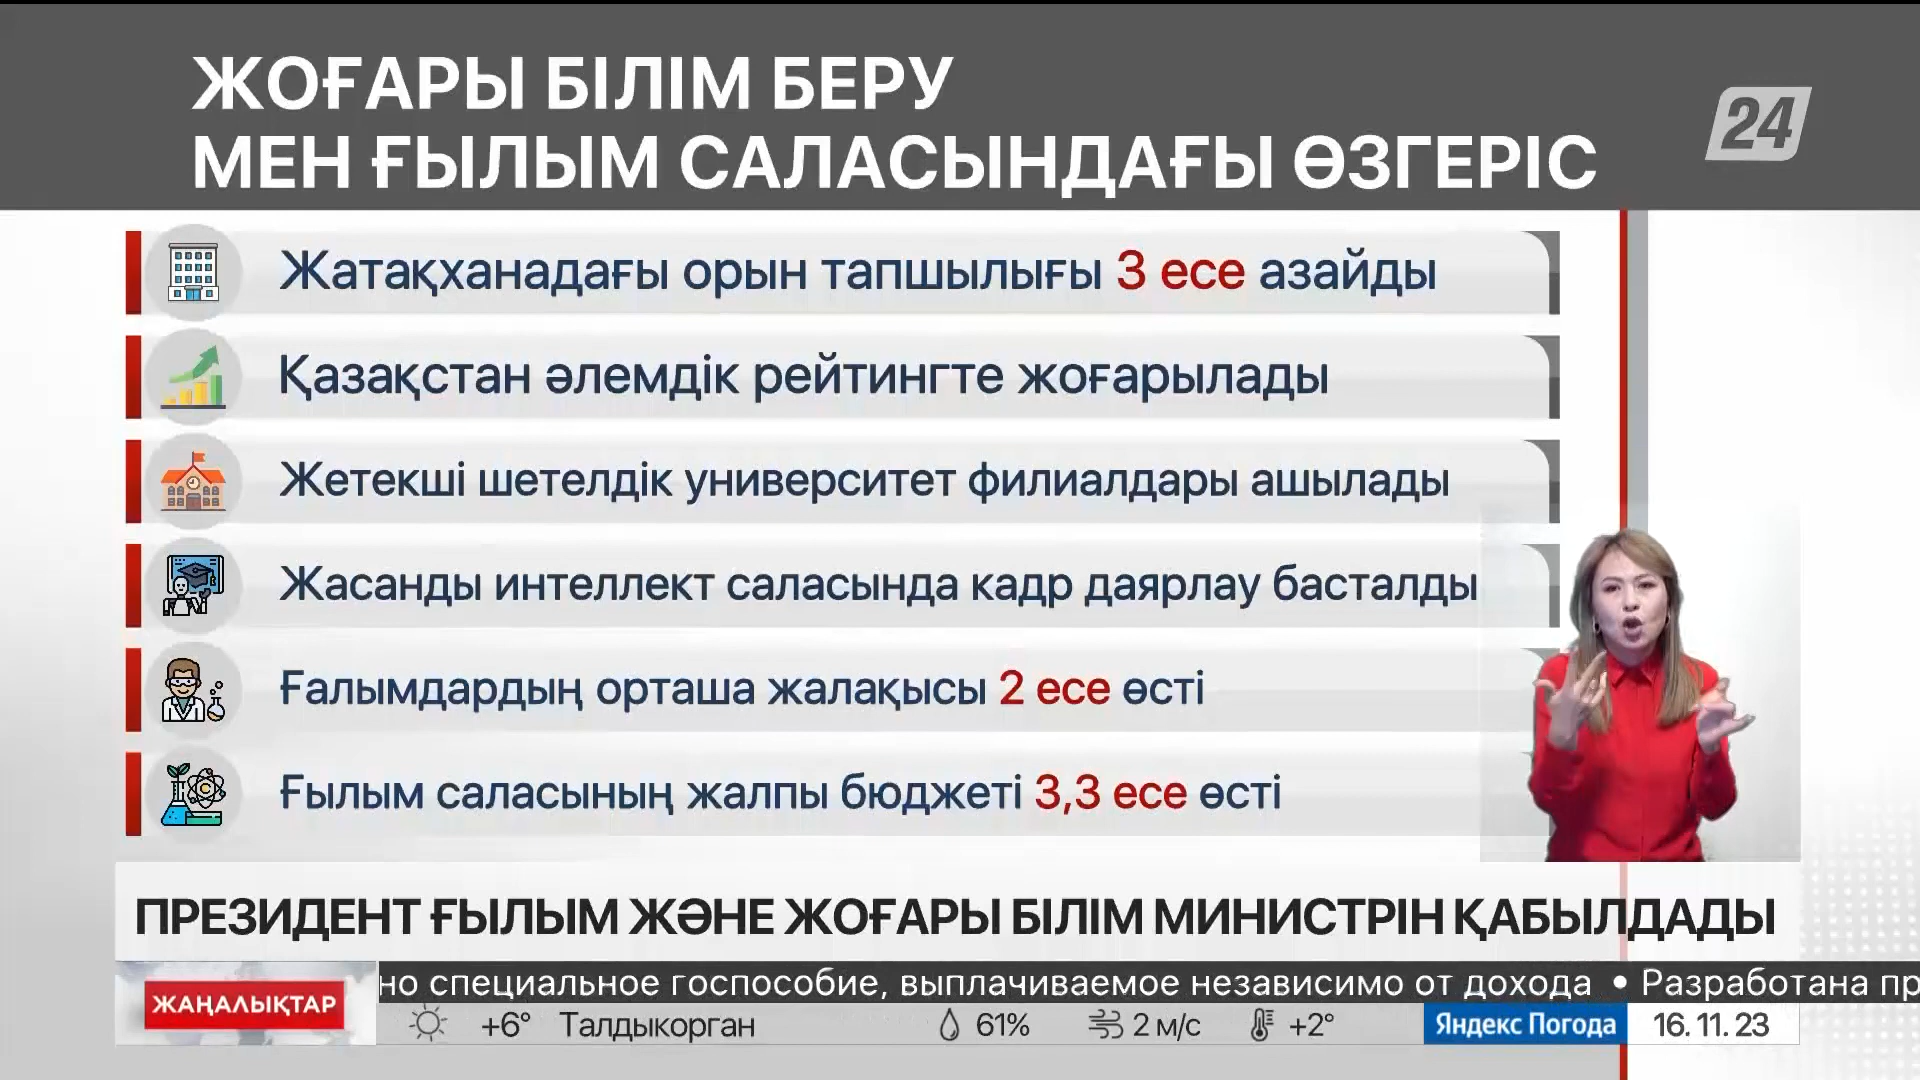 ЖОҒАРЫ БІЛІМ БЕРУ
МЕН ҒЫЛЫМ САЛАСЫНДАҒЫ ӨЗГЕРІС
24
Жатақханадағы орын тапшылығы 3 есе азайды
Қазақстан әлемдік рейтингте жоғарылады
Жетекші шетелдік университет филиалдары ашылады
Жасанды интеллект саласында кадр даярлау басталды
Ғалымдардың орташа жалақысы 2 есе өсті
Ғылым саласының жалпы бюджеті 3,3 есе өсті
ПРЕЗИДЕНТ ҒЫЛЫМ ЖӘНЕ ЖОҒАРЫ БІЛІМ МИНИСТРІН ҚАБЫЛДАДЫ
ЖАҢАЛЫҚТАР
но специальное госпособие, выплачиваемое независимо от дохода • Разработана пр
+6° Талдыкорган 61% 2 м/с +2° Яндекс Погода 16. 11. 23